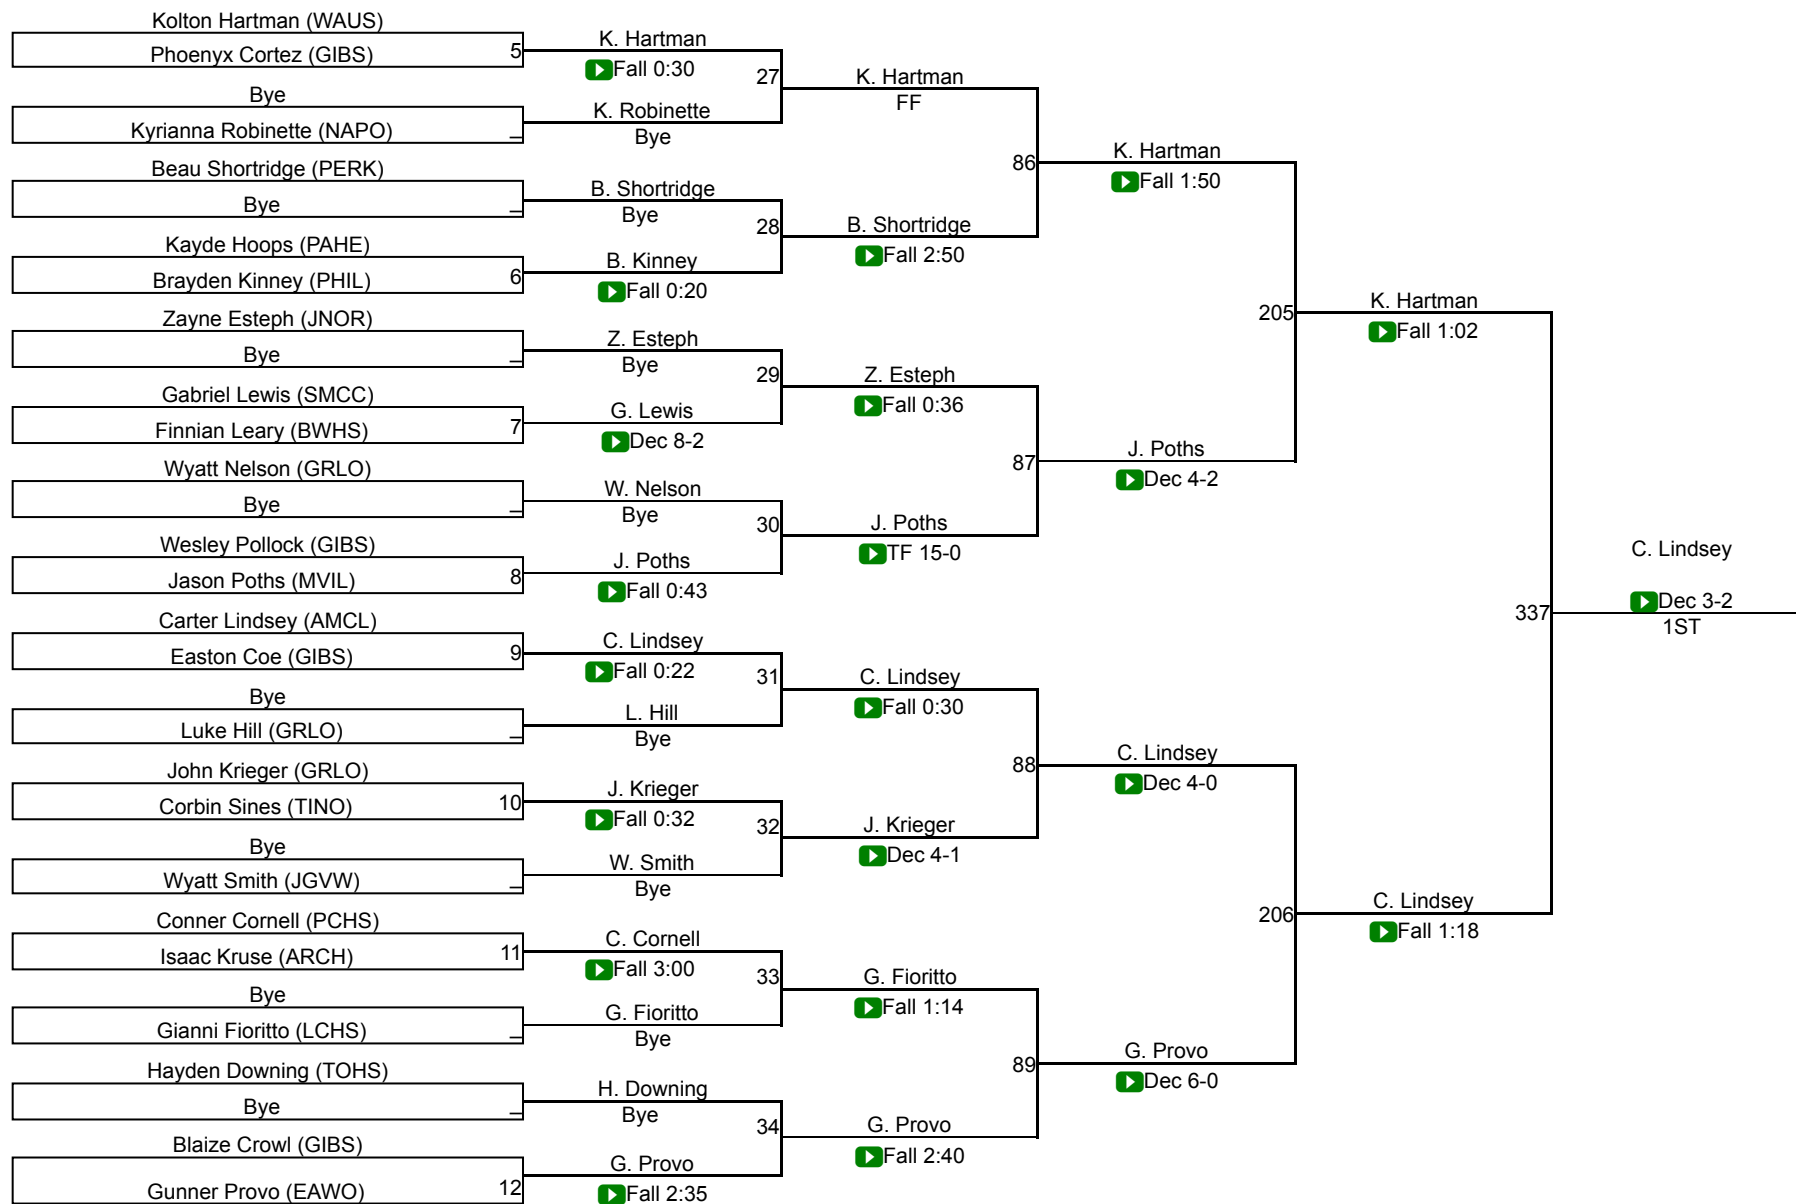 Kolton Hartman (WAUS)
Phoenyx Cortez (GIBS) 5
Bye
Kyrianna Robinette (NAPO) _
Beau Shortridge (PERK)
Bye _
Kayde Hoops (PAHE)
Brayden Kinney (PHIL) 6
Zayne Esteph (JNOR)
Bye _
Gabriel Lewis (SMCC)
Finnian Leary (BWHS) 7
Wyatt Nelson (GRLO)
Bye _
Wesley Pollock (GIBS)
Jason Poths (MVIL) 8
Carter Lindsey (AMCL)
Easton Coe (GIBS) 9
Bye
Luke Hill (GRLO) _
John Krieger (GRLO)
Corbin Sines (TINO) 10
Bye
Wyatt Smith (JGVW) _
Conner Cornell (PCHS)
Isaac Kruse (ARCH) 11
Bye
Gianni Fioritto (LCHS) _
Hayden Downing (TOHS)
Bye _
Blaize Crowl (GIBS)
Gunner Provo (EAWO) 12
K. Hartman
Fall 0:30
27
K. Robinette
Bye
B. Shortridge
Bye
28
B. Kinney
Fall 0:20
Z. Esteph
Bye
29
G. Lewis
Dec 8-2
W. Nelson
Bye
30
J. Poths
Fall 0:43
C. Lindsey
Fall 0:22
31
L. Hill
Bye
J. Krieger
Fall 0:32
32
W. Smith
Bye
C. Cornell
Fall 3:00
33
G. Fioritto
Bye
H. Downing
Bye
34
G. Provo
Fall 2:35
K. Hartman
FF
86
B. Shortridge
Fall 2:50
Z. Esteph
Fall 0:36
87
J. Poths
TF 15-0
C. Lindsey
Fall 0:30
88
J. Krieger
Dec 4-1
G. Fioritto
Fall 1:14
89
G. Provo
Fall 2:40
K. Hartman
Fall 1:50
205
J. Poths
Dec 4-2
C. Lindsey
Dec 4-0
206
G. Provo
Dec 6-0
K. Hartman
Fall 1:02
337
C. Lindsey
Fall 1:18
C. Lindsey
Dec 3-2
1ST